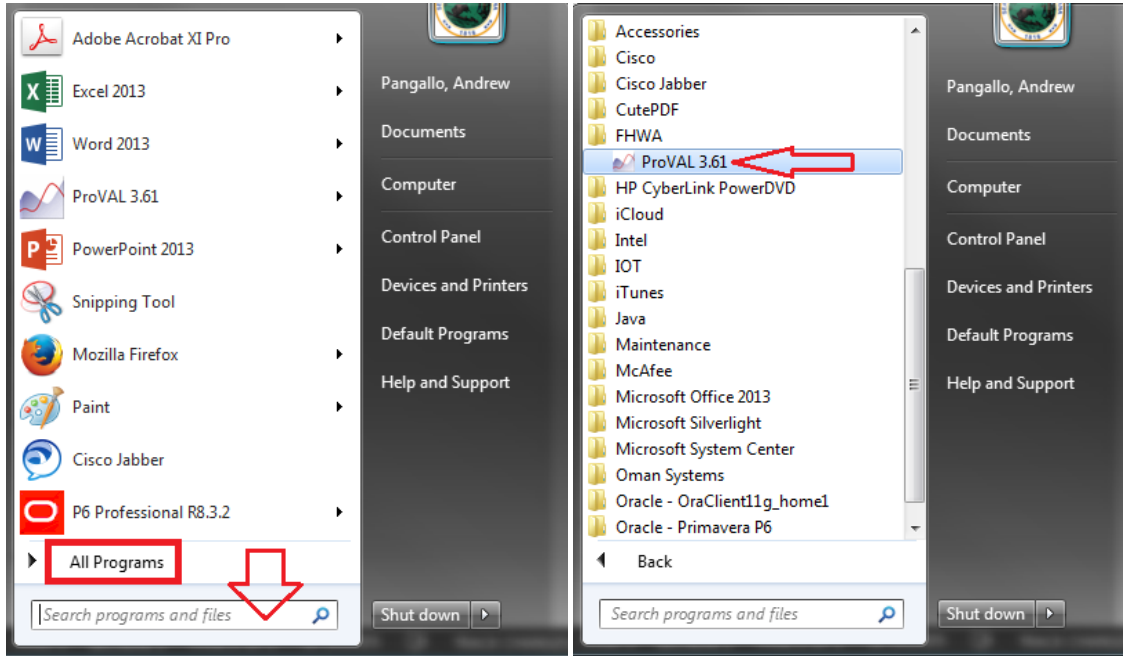 Adobe Acrobat XI Pro
Excel 2013
Word 2013
ProVAL 3.61
PowerPoint 2013
Snipping Tool
Mozilla Firefox
Paint
Cisco Jabber
P6 Professional R8.3.2
All Programs
Search programs and files
Pangallo, Andrew
Documents
Computer
Control Panel
Devices and Printers
Default Programs
Help and Support
Shut down
Accessories
Cisco
Cisco Jabber
CutePDF
FHWA
ProVAL 3.61
HP CyberLink PowerDVD
iCloud
Intel
IOT
iTunes
Java
Maintenance
McAfee
Microsoft Office 2013
Microsoft Silverlight
Microsoft System Center
Oman Systems
Oracle - OraClient11g_home1
Oracle - Primavera P6
Back
Search programs and files
Pangallo, Andrew
Documents
Computer
Control Panel
Devices and Printers
Default Programs
Help and Support
Shut down